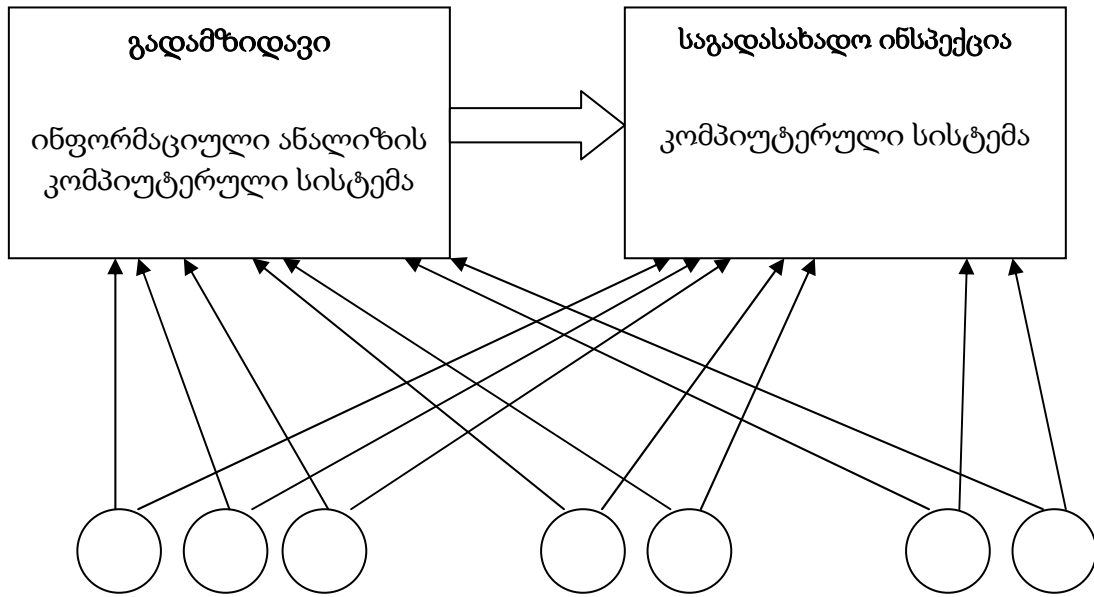 გადამზიდავი
ინფორმაციული ანალიზის
კომპიუტერული სისტემა
საგადასახადო ინსპექცია
კომპიუტერული სისტემა